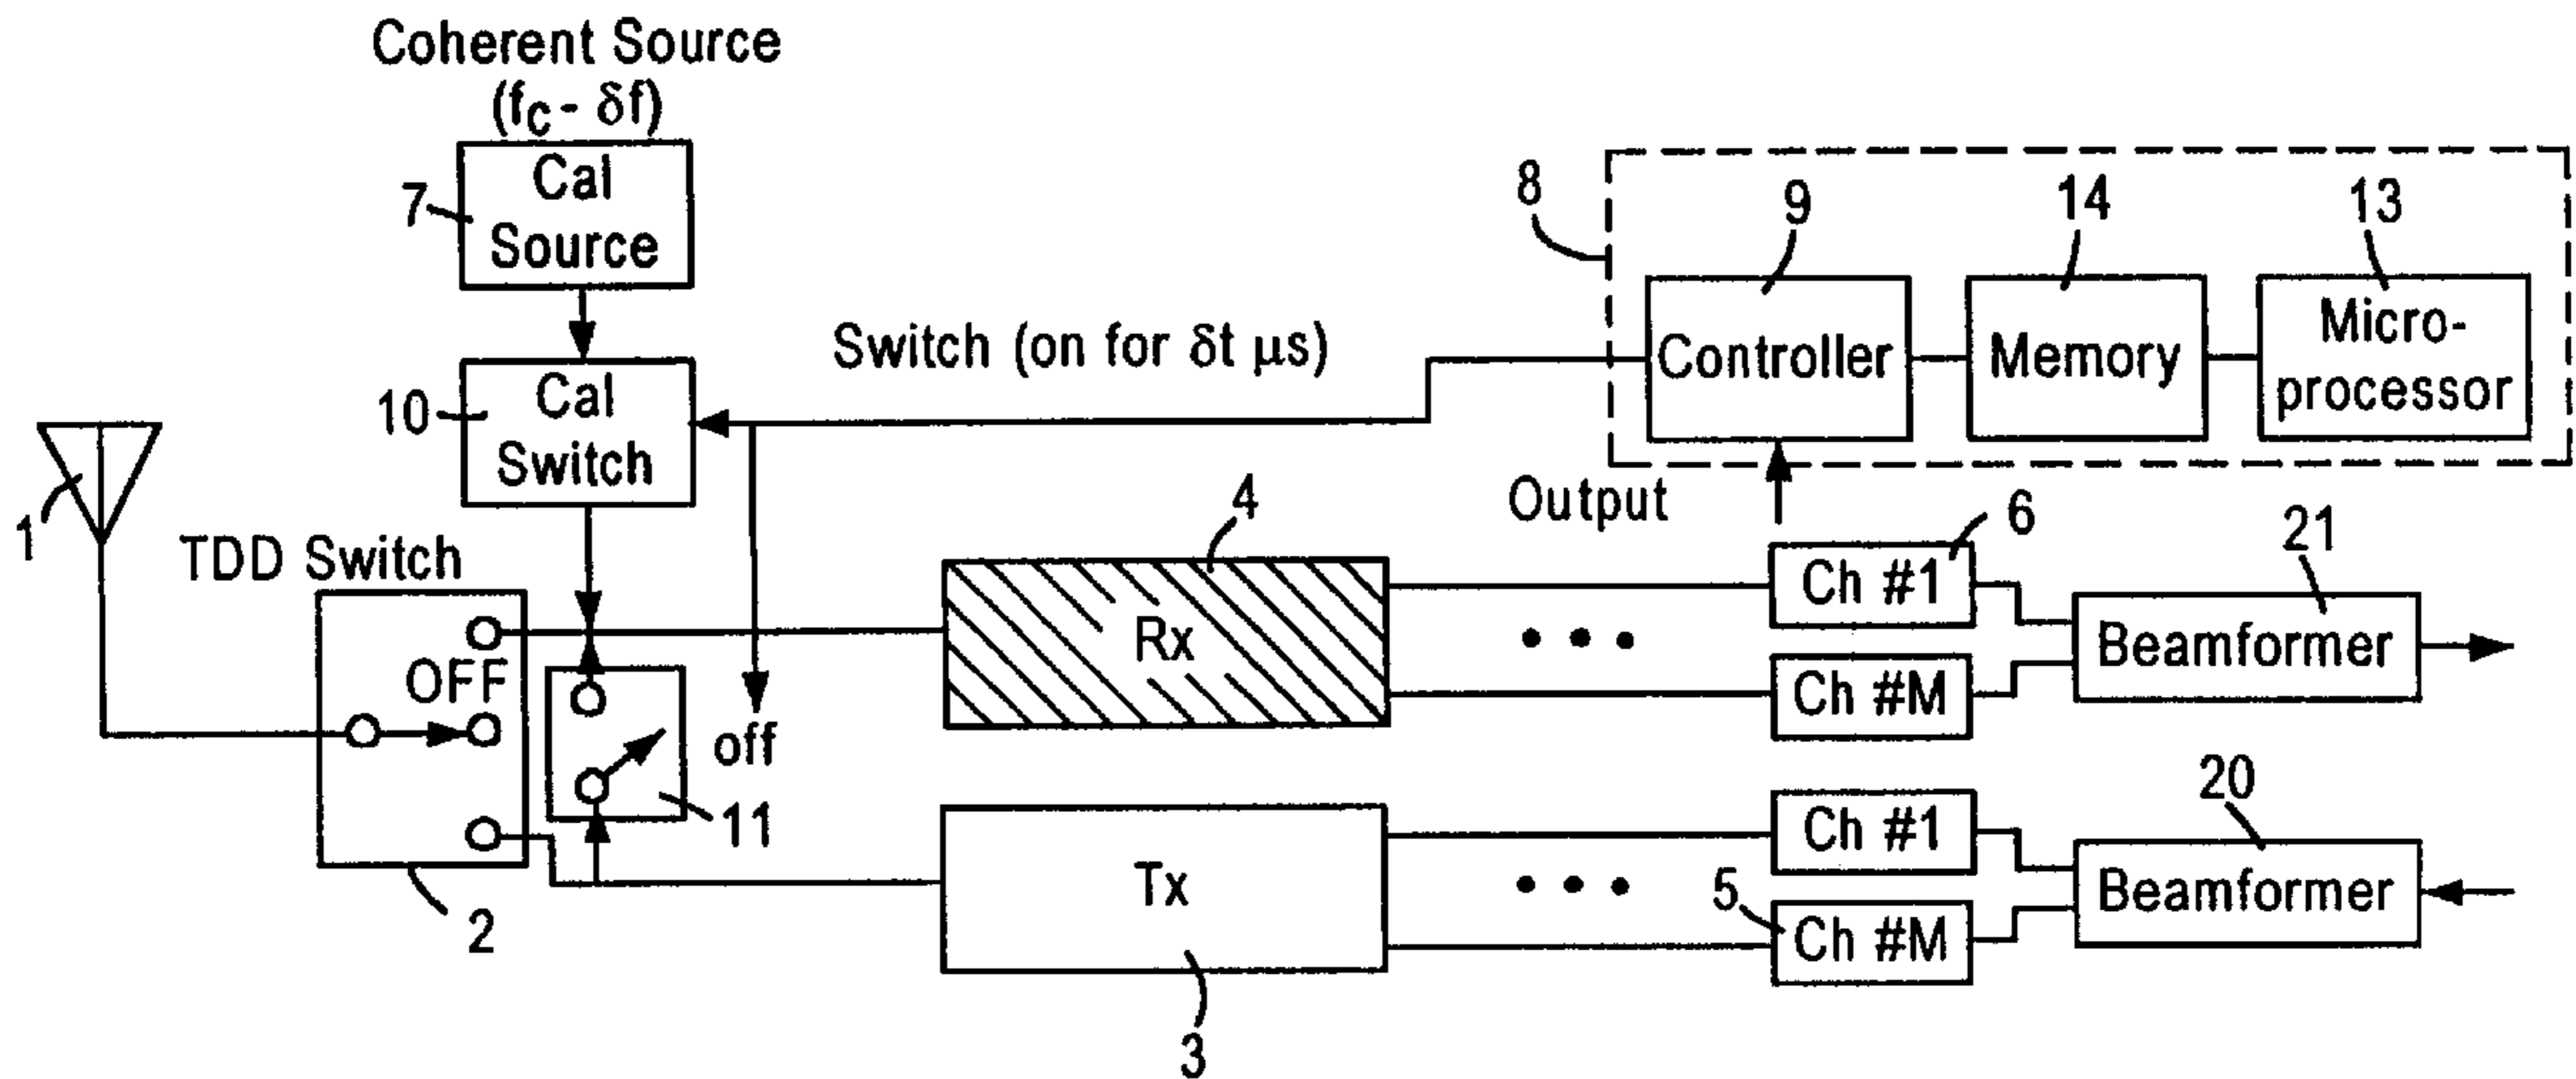 Coherent Source
(fc - δf)
Cal
Source
7
8
9
14
13
Controller
Memory
Micro-
processor
Switch (on for δt μs)
10
Cal
Switch
1
TDD Switch
OFF
off
11
2
4
Rx
Output
Ch #1
6
Ch #M
21
Beamformer
Tx
3
Ch #1
5
Ch #M
20
Beamformer